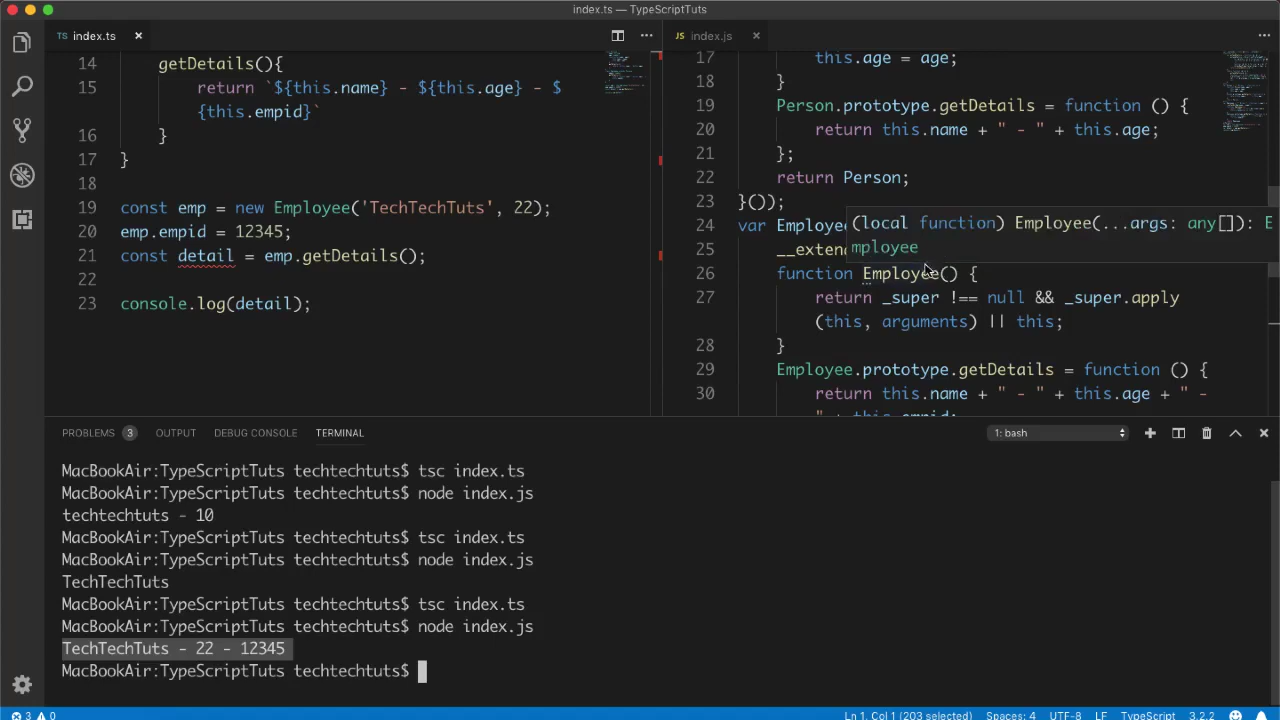 index.ts — TypeScriptTuts
TS index.ts ×
14 getDetails(){
15 return `${this.name} - ${this.age} - $
{this.empid}`
16 }
17 }
18
19 const emp = new Employee('TechTechTuts', 22);
20 emp.empid = 12345;
21 const detail = emp.getDetails();
22
23 console.log(detail);
JS index.js ×
17 this.age = age;
18 }
19 Person.prototype.getDetails = function () {
20 return this.name + " - " + this.age;
21 };
22 return Person;
23 }());
24 var Employe
(local function) Employee(...args: any[]): E
mployee
25 __exten
26 function Employee() {
27 return _super !== null && _super.apply
(this, arguments) || this;
28 }
29 Employee.prototype.getDetails = function () {
30 return this.name + " - " + this.age + " -
" + this.empid;
PROBLEMS 3 OUTPUT DEBUG CONSOLE TERMINAL 1: bash
MacBookAir:TypeScriptTuts techtechtuts$ tsc index.ts
MacBookAir:TypeScriptTuts techtechtuts$ node index.js
techtechtuts - 10
MacBookAir:TypeScriptTuts techtechtuts$ tsc index.ts
MacBookAir:TypeScriptTuts techtechtuts$ node index.js
TechTechTuts
MacBookAir:TypeScriptTuts techtechtuts$ tsc index.ts
MacBookAir:TypeScriptTuts techtechtuts$ node index.js
TechTechTuts - 22 - 12345
MacBookAir:TypeScriptTuts techtechtuts$
3 0 Ln 1, Col 1 (203 selected) Spaces: 4 UTF-8 LF TypeScript 3.2.2